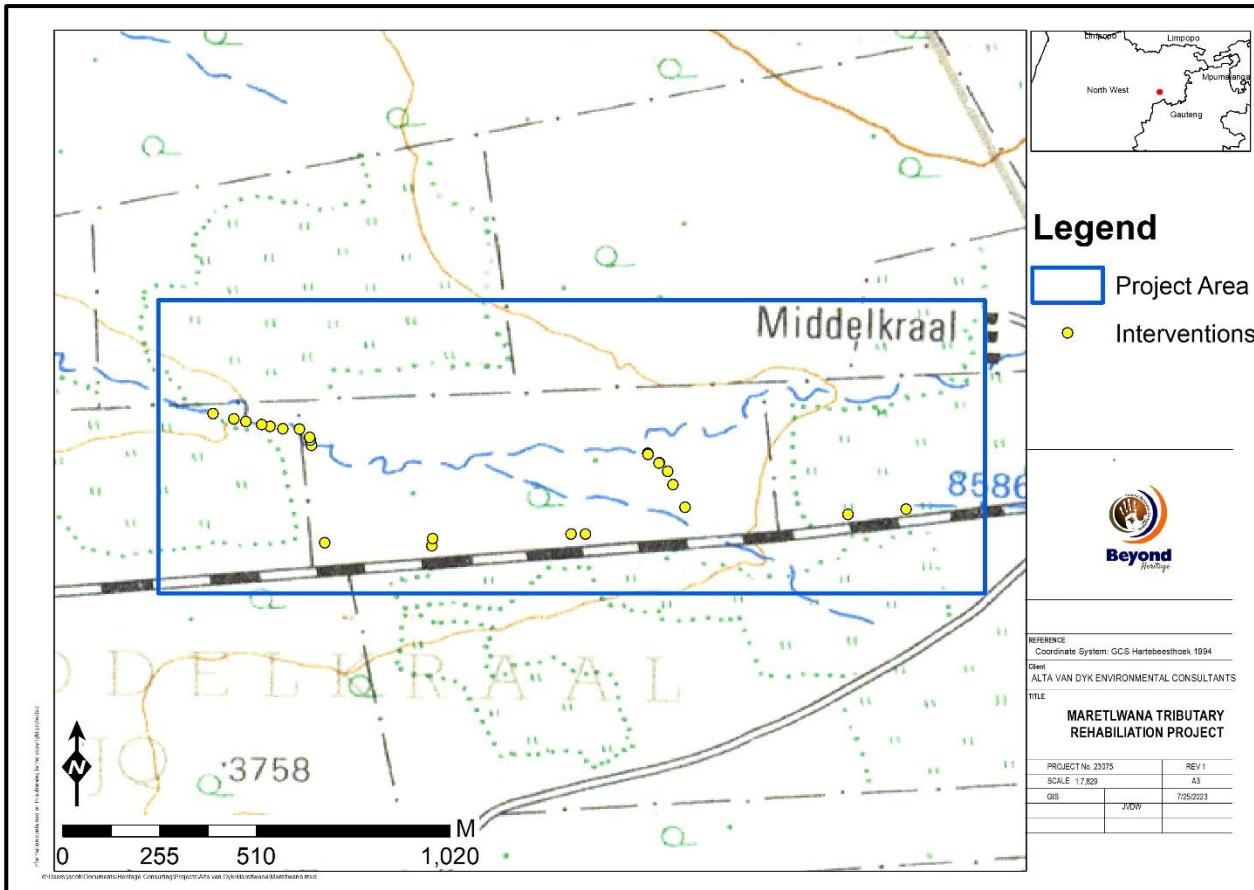 Limpopo
Limpopo
Mpumalanga
North West
Gauteng
Legend
Project Area
Interventions
Middelkraal
8586
DDELKRAAL
JQ
3758
N
M
0 255 510 1,020
Beyond
Heritage
REFERENCE
Coordinate System: GCS Hartebeesthoek 1994
Client
ALTA VAN DYK ENVIRONMENTAL CONSULTANTS
TITLE
MARETLWANA TRIBUTARY
REHABILIATION PROJECT
PROJECT No. 23075 REV 1
SCALE 1:7,829 A3
GIS 7/25/2023
JVDW